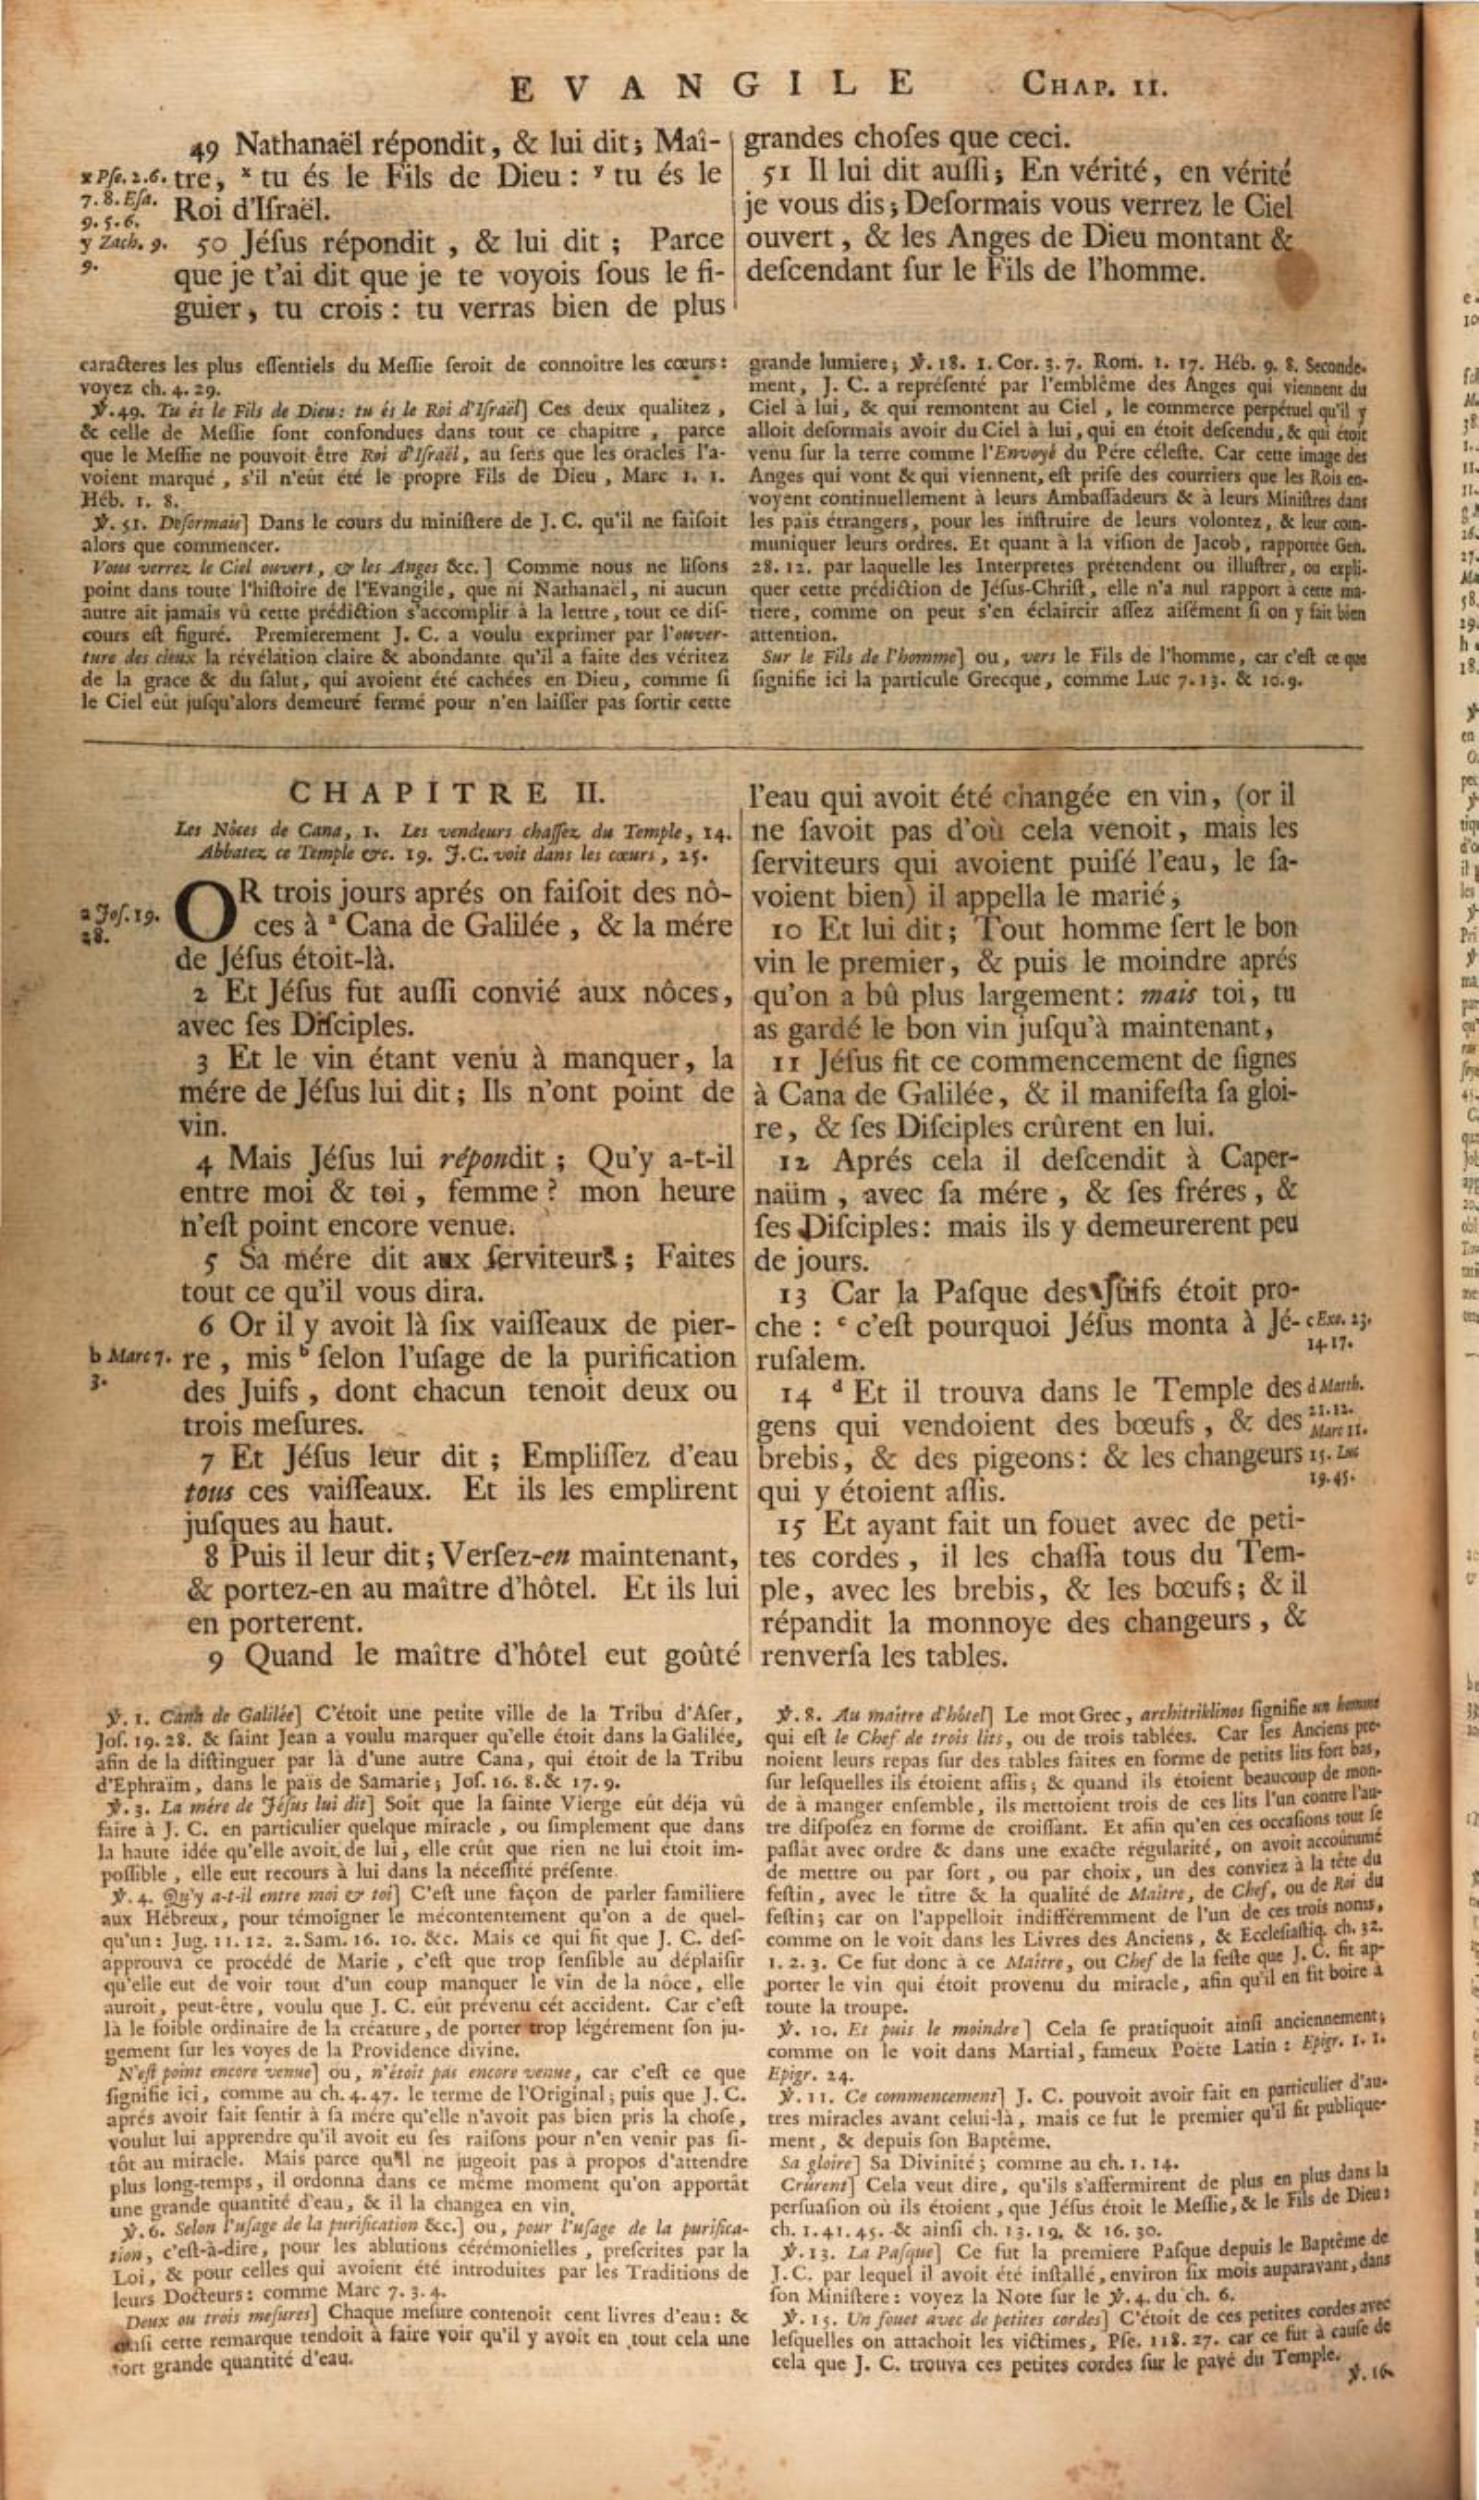 EVANGILE CHAP. II.
49 Nathanaël répondit, & lui dit; Maî-
x Pſe. 2.6. tre, ˣ tu és le Fils de Dieu: ʸ tu és le
7.8. Eſa.
9.5.6. Roi d'Iſraël.
y Zach. 9. 50 Jéſus répondit, & lui dit; Parce
9. que je t'ai dit que je te voyois ſous le fi-
guier, tu crois: tu verras bien de plus
grandes choſes que ceci.
51 Il lui dit auſſi; En vérité, en vérité
je vous dis; Deſormais vous verrez le Ciel
ouvert, & les Anges de Dieu montant &
deſcendant ſur le Fils de l'homme.
caracteres les plus eſſentiels du Meſſie ſeroit de connoître les cœurs:
voyez ch. 4. 29.
℣. 49. Tu és le Fils de Dieu: tu és le Roi d'Iſraël] Ces deux qualitez,
& celle de Meſſie ſont confondues dans tout ce chapitre, parce
que le Meſſie ne pouvoit être Roi d'Iſraël, au ſens que les oracles l'a-
voient marqué, s'il n'eût été le propre Fils de Dieu, Marc 1. 1.
Héb. 1. 8.
℣. 51. Deſormais] Dans le cours du miniſtere de J. C. qu'il ne faiſoit
alors que commencer.
Vous verrez le Ciel ouvert, & les Anges &c.] Comme nous ne liſons
point dans toute l'hiſtoire de l'Evangile, que ni Nathanaël, ni aucun
autre ait jamais vû cette prédiction s'accomplir à la lettre, tout ce diſ-
cours eſt figuré. Premierement J. C. a voulu exprimer par l'ouver-
ture des cieux la révélation claire & abondante qu'il a faite des véritez
de la grace & du ſalut, qui avoient été cachées en Dieu, comme ſi
le Ciel eût juſqu'alors demeuré fermé pour n'en laiſſer pas ſortir cette
grande lumiere; ℣. 18. 1. Cor. 3. 7. Rom. 1. 17. Héb. 9. 8. Seconde-
ment, J. C. a repréſenté par l'emblême des Anges qui viennent du
Ciel à lui, & qui remontent au Ciel, le commerce perpétuel qu'il y
alloit deſormais avoir du Ciel à lui, qui en étoit deſcendu, & qui étoit
venu ſur la terre comme l'Envoyé du Pére céleſte. Car cette image des
Anges qui vont & qui viennent, eſt priſe des courriers que les Rois en-
voyent continuellement à leurs Ambaſſadeurs & à leurs Miniſtres dans
les païs étrangers, pour les inſtruire de leurs volontez, & leur com-
muniquer leurs ordres. Et quant à la viſion de Jacob, rapportée Gen.
28. 12. par laquelle les Interpretes prétendent ou illuſtrer, ou expli-
quer cette prédiction de Jéſus-Chriſt, elle n'a nul rapport à cette ma-
tiere, comme on peut s'en éclaircir aſſez aiſément ſi on y fait bien
attention.
Sur le Fils de l'homme] ou, vers le Fils de l'homme, car c'eſt ce que
ſignifie ici la particule Grecque, comme Luc 7. 13. & 10. 9.
CHAPITRE II.
Les Nôces de Cana, 1. Les vendeurs chaſſez du Temple, 14.
Abbatez ce Temple &c. 19. J. C. voit dans les cœurs, 25.
a Joſ. 19. OR trois jours aprés on faiſoit des nô-
28. ces à ᵃ Cana de Galilée, & la mére
de Jéſus étoit-là.
2 Et Jéſus fut auſſi convié aux nôces,
avec ſes Diſciples.
3 Et le vin étant venu à manquer, la
mére de Jéſus lui dit; Ils n'ont point de
vin.
4 Mais Jéſus lui répondit; Qu'y a-t-il
entre moi & toi, femme? mon heure
n'eſt point encore venue.
5 Sa mére dit aux ſerviteurs; Faites
tout ce qu'il vous dira.
6 Or il y avoit là ſix vaiſſeaux de pier-
b Marc 7. re, mis ᵇ ſelon l'uſage de la purification
3. des Juifs, dont chacun tenoit deux ou
trois meſures.
7 Et Jéſus leur dit; Empliſſez d'eau
tous ces vaiſſeaux. Et ils les emplirent
juſques au haut.
8 Puis il leur dit; Verſez-en maintenant,
& portez-en au maître d'hôtel. Et ils lui
en porterent.
9 Quand le maître d'hôtel eut goûté
l'eau qui avoit été changée en vin, (or il
ne ſavoit pas d'où cela venoit, mais les
ſerviteurs qui avoient puiſé l'eau, le ſa-
voient bien) il appella le marié,
10 Et lui dit; Tout homme ſert le bon
vin le premier, & puis le moindre aprés
qu'on a bû plus largement: mais toi, tu
as gardé le bon vin juſqu'à maintenant,
11 Jéſus fit ce commencement de ſignes
à Cana de Galilée, & il manifeſta ſa gloi-
re, & ſes Diſciples crûrent en lui.
12 Aprés cela il deſcendit à Caper-
naüm, avec ſa mére, & ſes fréres, &
ſes Diſciples: mais ils y demeurerent peu
de jours.
13 Car la Paſque des Juifs étoit pro-
che: ᶜ c'eſt pourquoi Jéſus monta à Jé- c Exo. 23.
14.17.
ruſalem.
14 ᵈ Et il trouva dans le Temple des d Matth.
21.12.
gens qui vendoient des bœufs, & des Marc 11.
brebis, & des pigeons: & les changeurs 15. Luc
19.45.
qui y étoient aſſis.
15 Et ayant fait un fouet avec de peti-
tes cordes, il les chaſſa tous du Tem-
ple, avec les brebis, & les bœufs; & il
répandit la monnoye des changeurs, &
renverſa les tables.
℣. 1. Cana de Galilée] C'étoit une petite ville de la Tribu d'Aſer,
Joſ. 19. 28. & ſaint Jean a voulu marquer qu'elle étoit dans la Galilée,
afin de la diſtinguer par là d'une autre Cana, qui étoit de la Tribu
d'Ephraïm, dans le païs de Samarie; Joſ. 16. 8. & 17. 9.
℣. 3. La mére de Jéſus lui dit] Soit que la ſainte Vierge eût déja vû
faire à J. C. en particulier quelque miracle, ou ſimplement que dans
la haute idée qu'elle avoit de lui, elle crût que rien ne lui étoit im-
poſſible, elle eut recours à lui dans la néceſſité préſente.
℣. 4. Qu'y a-t-il entre moi & toi] C'eſt une façon de parler familiere
aux Hébreux, pour témoigner le mécontentement qu'on a de quel-
qu'un: Jug. 11. 12. 2. Sam. 16. 10. &c. Mais ce qui fit que J. C. deſ-
approuva ce procédé de Marie, c'eſt que trop ſenſible au déplaiſir
qu'elle eut de voir tout d'un coup manquer le vin de la nôce, elle
auroit, peut-être, voulu que J. C. eût prévenu cét accident. Car c'eſt
là le foible ordinaire de la créature, de porter trop légérement ſon ju-
gement ſur les voyes de la Providence divine.
N'eſt point encore venue] ou, n'étoit pas encore venue, car c'eſt ce que
ſignifie ici, comme au ch. 4. 47. le terme de l'Original; puis que J. C.
aprés avoir fait ſentir à ſa mére qu'elle n'avoit pas bien pris la choſe,
voulut lui apprendre qu'il avoit eu ſes raiſons pour n'en venir pas ſi-
tôt au miracle. Mais parce qu'il ne jugeoit pas à propos d'attendre
plus long-temps, il ordonna dans ce même moment qu'on apportât
une grande quantité d'eau, & il la changea en vin.
℣. 6. Selon l'uſage de la purification &c.] ou, pour l'uſage de la purifica-
tion, c'eſt-à-dire, pour les ablutions cérémonielles, preſcrites par la
Loi, & pour celles qui avoient été introduites par les Traditions de
leurs Docteurs: comme Marc 7. 3. 4.
Deux ou trois meſures] Chaque meſure contenoit cent livres d'eau: &
ainſi cette remarque tendoit à faire voir qu'il y avoit en tout cela une
fort grande quantité d'eau.
℣. 8. Au maître d'hôtel] Le mot Grec, architriklinos ſignifie un homme
qui eſt le Chef de trois lits, ou de trois tablées. Car les Anciens pre-
noient leurs repas ſur des tables faites en forme de petits lits fort bas,
ſur leſquelles ils étoient aſſis; & quand ils étoient beaucoup de mon-
de à manger enſemble, ils mettoient trois de ces lits l'un contre l'au-
tre diſpoſez en forme de croiſſant. Et afin qu'en ces occaſions tout ſe
paſſât avec ordre & dans une exacte régularité, on avoit accoutumé
de mettre ou par ſort, ou par choix, un des conviez à la tête du
feſtin, avec le titre & la qualité de Maître, de Chef, ou de Roi du
feſtin; car on l'appelloit indifféremment de l'un de ces trois noms,
comme on le voit dans les Livres des Anciens, & Eccleſiaſtiq. ch. 32.
1. 2. 3. Ce fut donc à ce Maître, ou Chef de la feſte que J. C. fit ap-
porter le vin qui étoit provenu du miracle, afin qu'il en fit boire à
toute la troupe.
℣. 10. Et puis le moindre] Cela ſe pratiquoit ainſi anciennement,
comme on le voit dans Martial, fameux Poëte Latin: Epigr. 1. 1.
Epigr. 24.
℣. 11. Ce commencement] J. C. pouvoit avoir fait en particulier d'au-
tres miracles avant celui-là, mais ce fut le premier qu'il fit publique-
ment, & depuis ſon Baptême.
Sa gloire] Sa Divinité; comme au ch. 1. 14.
Crûrent] Cela veut dire, qu'ils s'affermirent de plus en plus dans la
perſuaſion où ils étoient, que Jéſus étoit le Meſſie, & le Fils de Dieu:
ch. 1. 41. 45. & ainſi ch. 13. 19. & 16. 30.
℣. 13. La Paſque] Ce fut la premiere Paſque depuis le Baptême de
J. C. par lequel il avoit été inſtallé, environ ſix mois auparavant, dans
ſon Miniſtere: voyez la Note ſur le ℣. 4. du ch. 6.
℣. 15. Un fouet avec de petites cordes] C'étoit de ces petites cordes avec
leſquelles on attachoit les victimes, Pſe. 118. 27. car ce fut à cauſe de
cela que J. C. trouva ces petites cordes ſur le pavé du Temple.
℣. 16.